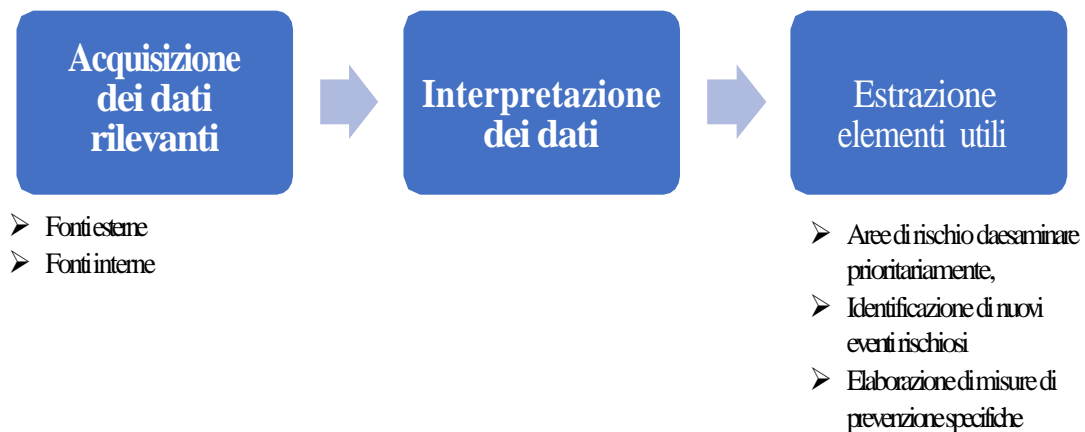 Acquisizione
dei dati
rilevanti
Interpretazione
dei dati
Estrazione
elementi utili
➢ Fonti esterne
➢ Fonti interne
➢ Aree di rischio da esaminare
prioritariamente,
➢ Identificazione di nuovi
eventi rischiosi
➢ Elaborazione di misure di
prevenzione specifiche